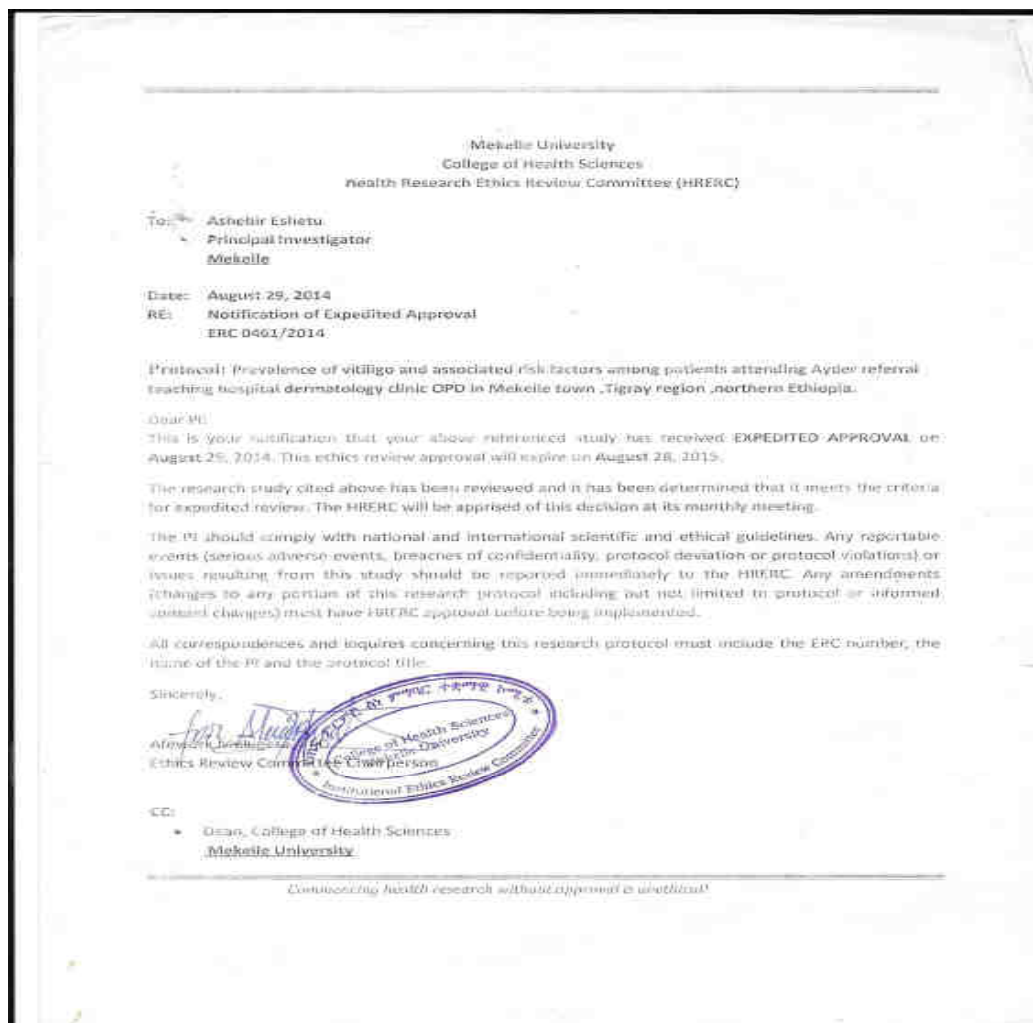 Mekelle University
College of Health Sciences
Health Research Ethics Review Committee (HRERC)
To: Ashebir Eshetu
Principal Investigator
Mekelle
Date: August 29, 2014
RE: Notification of Expedited Approval
ERC 0461/2014
Protocol: Prevalence of vitiligo and associated risk factors among patients attending Ayder referral
teaching hospital dermatology clinic OPD in Mekelle town ,Tigray region ,northern Ethiopia.
Dear PI:
This is your notification that your above referenced study has received EXPEDITED APPROVAL on
August 29, 2014. This ethics review approval will expire on August 28, 2015.
The research study cited above has been reviewed and it has been determined that it meets the criteria
for expedited review. The HRERC will be apprised of this decision at its monthly meeting.
The PI should comply with national and international scientific and ethical guidelines. Any reportable
events (serious adverse events, breaches of confidentiality, protocol deviation or protocol violations) or
issues resulting from this study should be reported immediately to the HRERC. Any amendments
(changes to any portion of this research protocol including but not limited to protocol or informed
consent changes) must have HRERC approval before being implemented.
All correspondences and inquires concerning this research protocol must include the ERC number, the
name of the PI and the protocol title.
Sincerely,
for
Afework
Ethics Review Committee Chairperson
College of Health Sciences
Mekelle University
Institutional Ethics Review Committee
CC:
Dean, College of Health Sciences
Mekelle University
Commencing health research without approval is unethical!